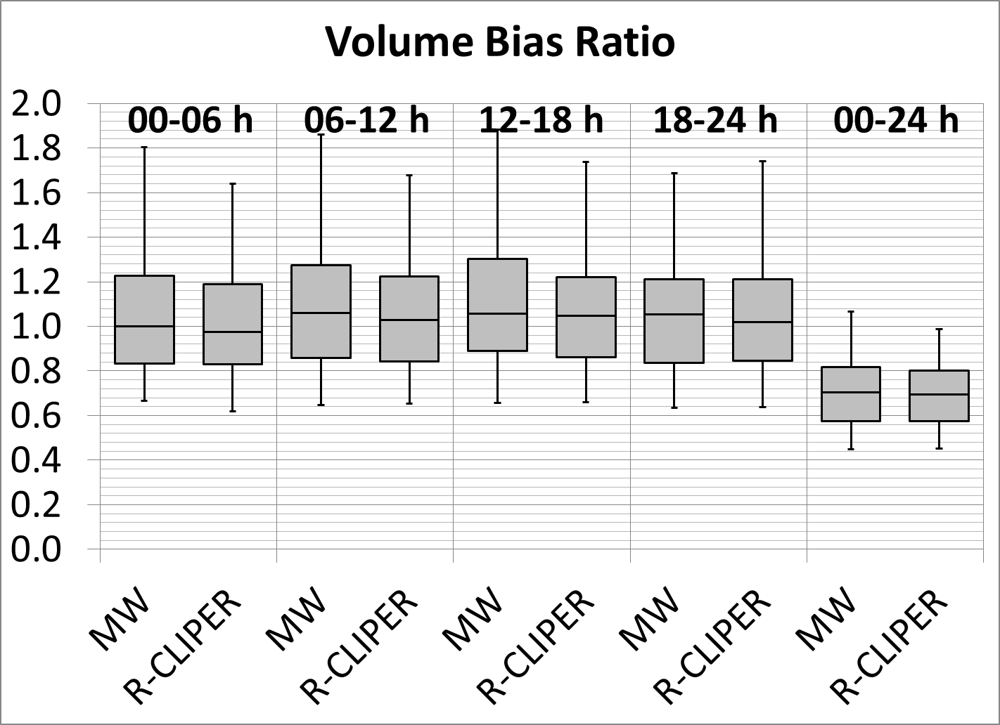 Volume Bias Ratio
00-06 h 06-12 h 12-18 h 18-24 h 00-24 h
2.0
1.8
1.6
1.4
1.2
1.0
0.8
0.6
0.4
0.2
0.0
MW
R-CLIPER
MW
R-CLIPER
MW
R-CLIPER
MW
R-CLIPER
MW
R-CLIPER